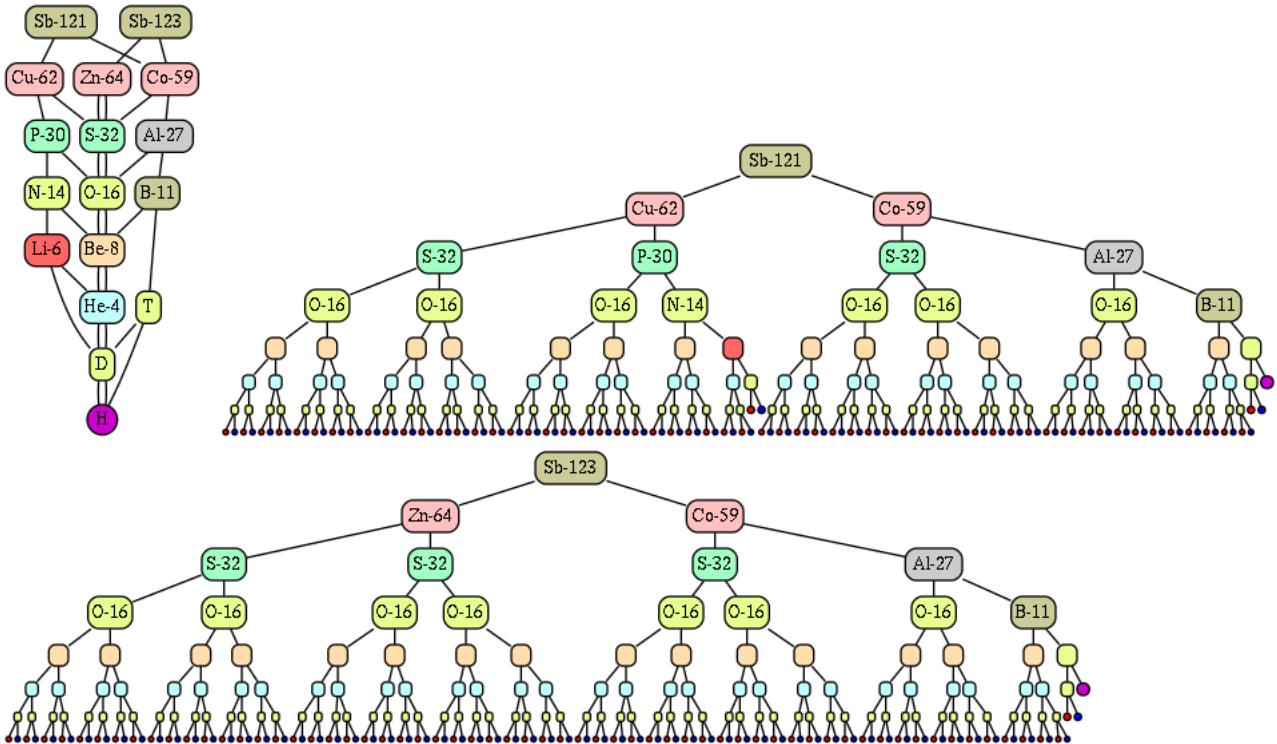 Sb-121 Sb-123
Cu-62 Zn-64 Co-59
P-30 S-32 Al-27
N-14 O-16 B-11
Li-6 Be-8
He-4 T
D
H
Sb-121
Cu-62 Co-59
S-32 P-30 S-32 Al-27
O-16 O-16 O-16 N-14 O-16 O-16 O-16 B-11
Sb-123
Zn-64 Co-59
S-32 S-32 S-32 Al-27
O-16 O-16 O-16 O-16 O-16 O-16 O-16 B-11